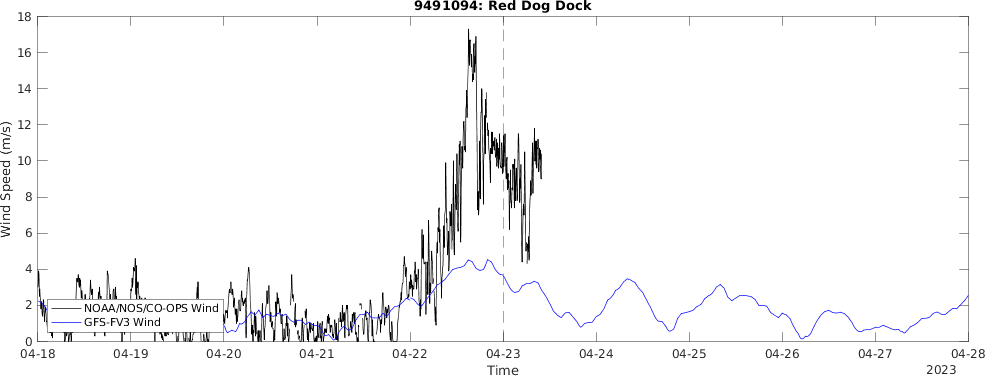 9491094: Red Dog Dock
Wind Speed (m/s)
18
16
14
12
10
8
6
4
2
0
NOAA/NOS/CO-OPS Wind
GFS-FV3 Wind
04-18 04-19 04-20 04-21 04-22 04-23 04-24 04-25 04-26 04-27 04-28
Time
2023